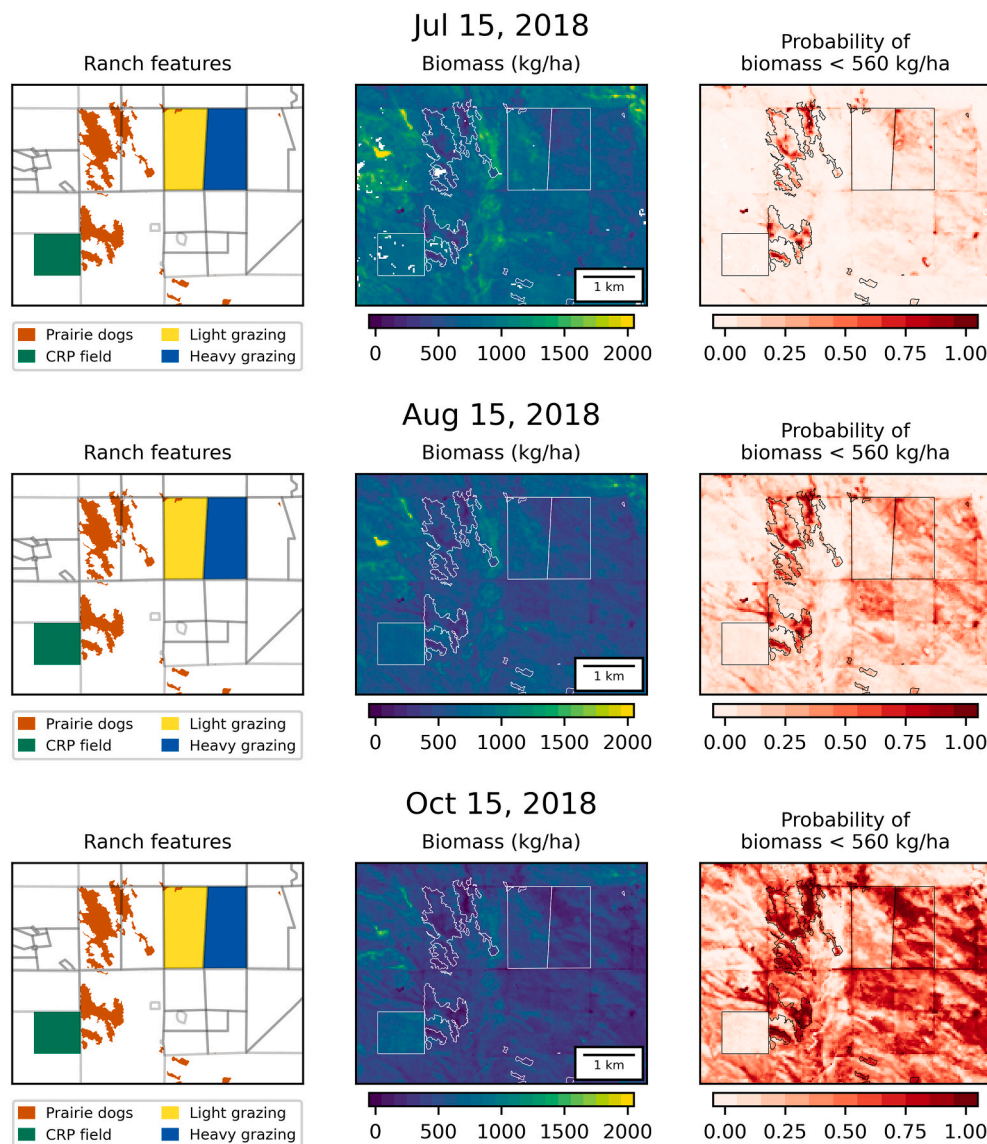 Jul 15, 2018
Ranch features
Biomass (kg/ha)
Probability of
biomass < 560 kg/ha
1 km
Prairie dogs
Light grazing
CRP field
Heavy grazing
0 500 1000 1500 2000
0.00 0.25 0.50 0.75 1.00
Aug 15, 2018
Ranch features
Biomass (kg/ha)
Probability of
biomass < 560 kg/ha
1 km
Prairie dogs
Light grazing
CRP field
Heavy grazing
0 500 1000 1500 2000
0.00 0.25 0.50 0.75 1.00
Oct 15, 2018
Ranch features
Biomass (kg/ha)
Probability of
biomass < 560 kg/ha
1 km
Prairie dogs
Light grazing
CRP field
Heavy grazing
0 500 1000 1500 2000
0.00 0.25 0.50 0.75 1.00